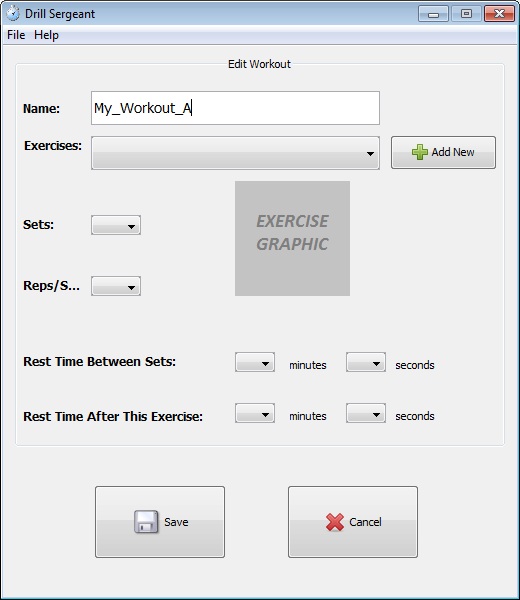 Drill Sergeant
File Help
Edit Workout
Name: My_Workout_A
Exercises: Add New
EXERCISE
GRAPHIC
Sets:
Reps/S...
Rest Time Between Sets: minutes seconds
Rest Time After This Exercise: minutes seconds
Save Cancel